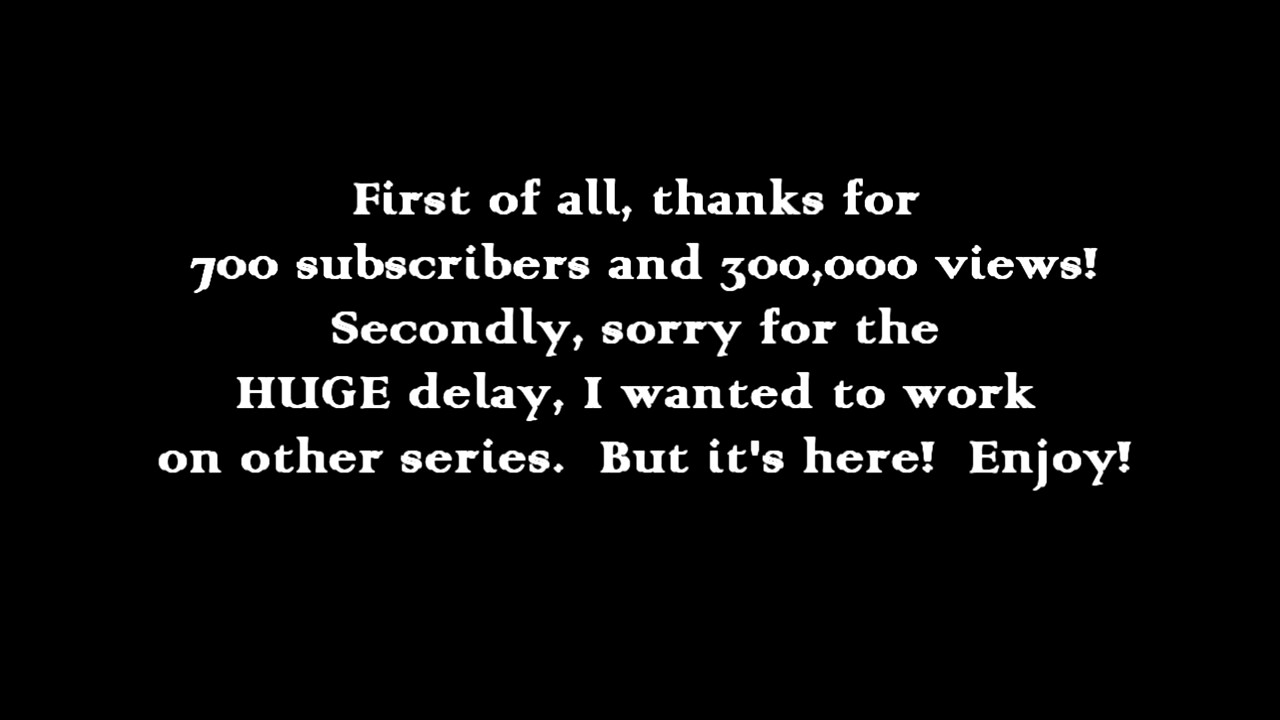 First of all, thanks for
700 subscribers and 300,000 views!
Secondly, sorry for the
HUGE delay, I wanted to work
on other series.  But it's here!  Enjoy!